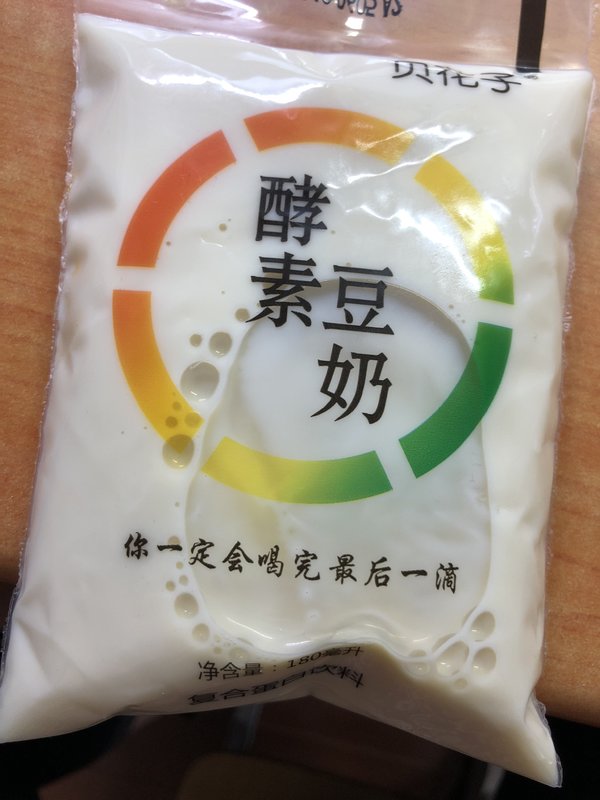 贝花子
酵素
豆奶
你一定会喝完最后一滴
净含量：180毫升
复合蛋白饮料